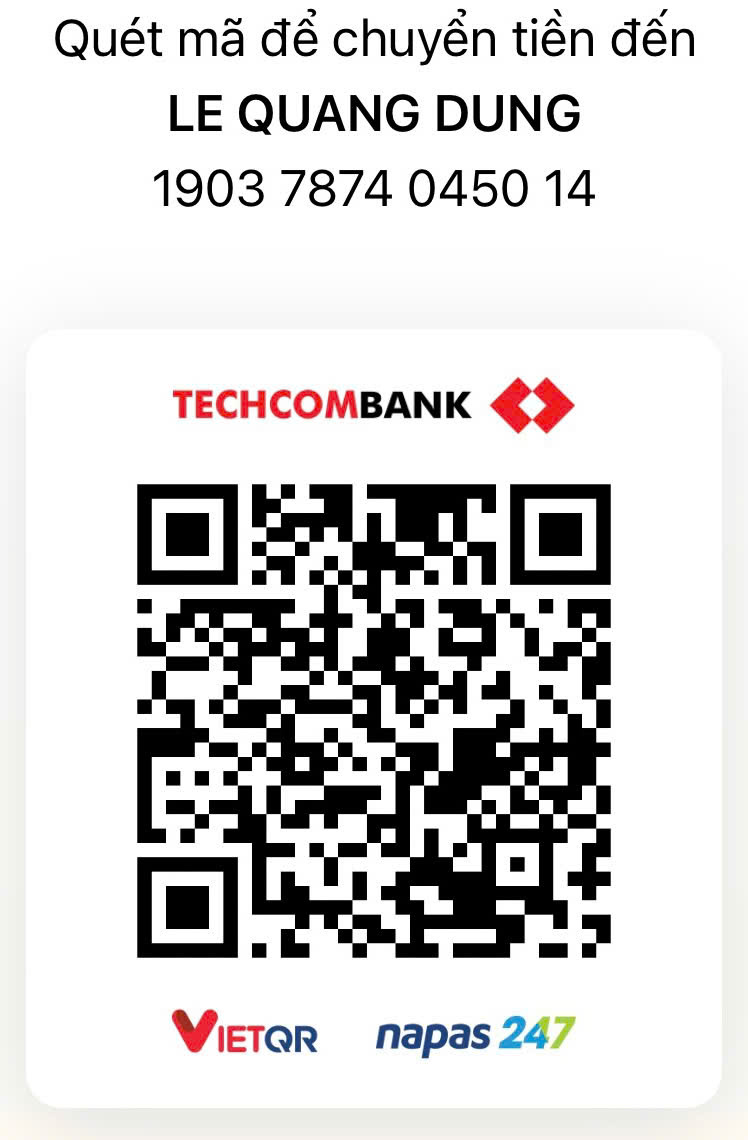 Quét mã để chuyển tiền đến
LE QUANG DUNG
1903 7874 0450 14
TECHCOMBANK
VIETQR
napas 247